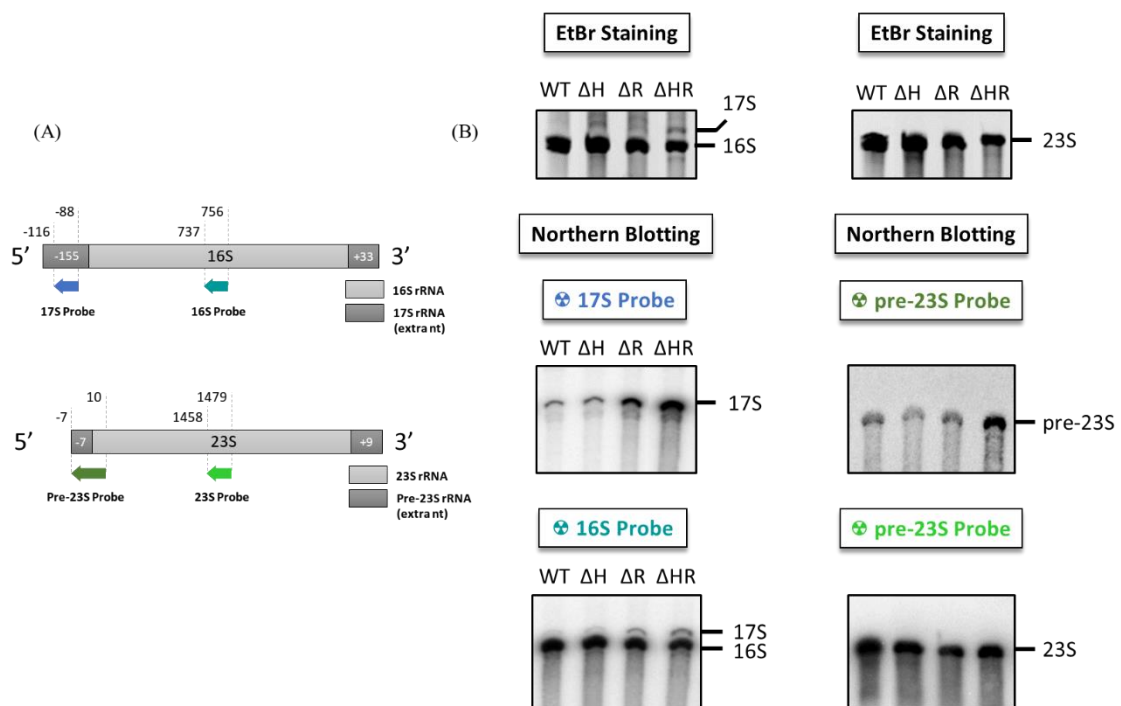 (A)
-88
-116
756
737
5’
-155
16S
+33
3’
17S Probe
16S Probe
16S rRNA
17S rRNA
(extra nt)
10
-7
1479
1458
5’
-7
23S
+9
3’
Pre-23S Probe
23S Probe
23S rRNA
Pre-23S rRNA
(extra nt)
(B)
EtBr Staining
WT ΔH ΔR ΔHR
17S
16S
EtBr Staining
WT ΔH ΔR ΔHR
23S
Northern Blotting
☢ 17S Probe
WT ΔH ΔR ΔHR
17S
Northern Blotting
☢ pre-23S Probe
pre-23S
☢ 16S Probe
WT ΔH ΔR ΔHR
17S
16S
☢ pre-23S Probe
23S